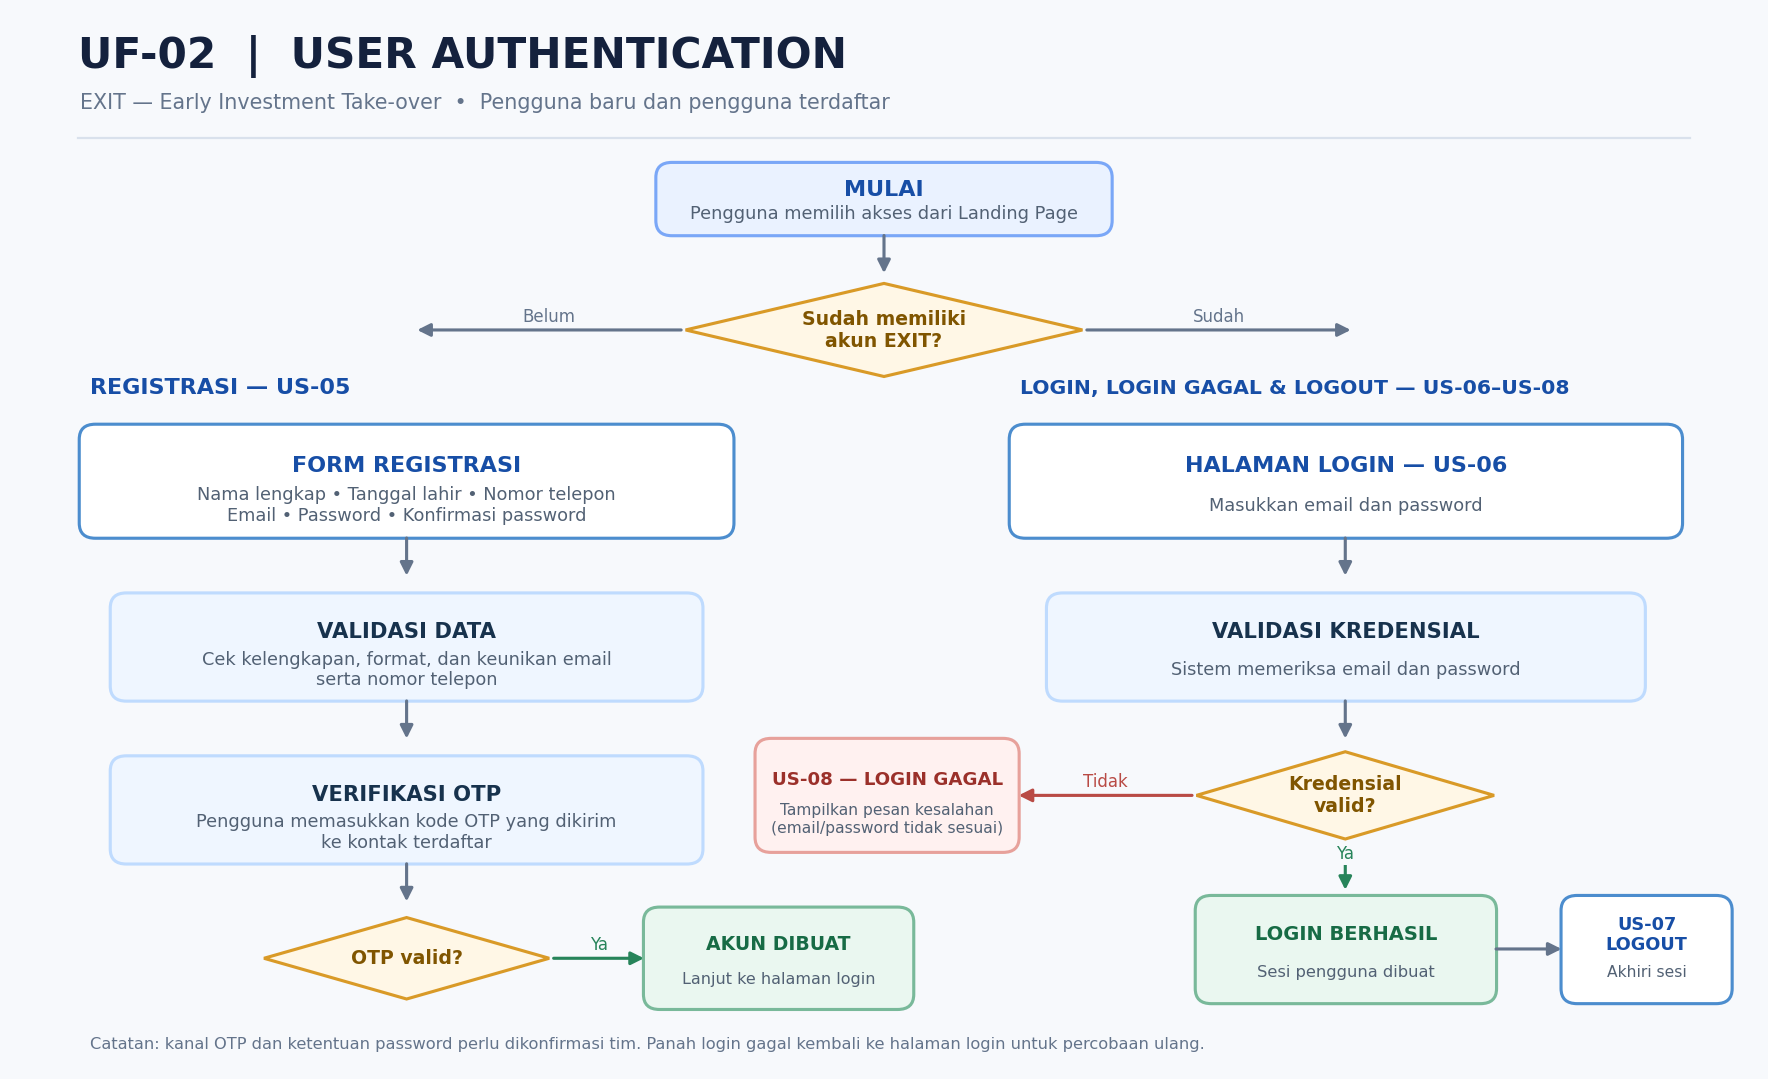 UF-02 | USER AUTHENTICATION
EXIT — Early Investment Take-over • Pengguna baru dan pengguna terdaftar
MULAI
Pengguna memilih akses dari Landing Page
Sudah memiliki
akun EXIT?
Belum
Sudah
REGISTRASI — US-05
FORM REGISTRASI
Nama lengkap • Tanggal lahir • Nomor telepon
Email • Password • Konfirmasi password
VALIDASI DATA
Cek kelengkapan, format, dan keunikan email
serta nomor telepon
VERIFIKASI OTP
Pengguna memasukkan kode OTP yang dikirim
ke kontak terdaftar
OTP valid?
Ya
AKUN DIBUAT
Lanjut ke halaman login
LOGIN, LOGIN GAGAL & LOGOUT — US-06–US-08
HALAMAN LOGIN — US-06
Masukkan email dan password
VALIDASI KREDENSIAL
Sistem memeriksa email dan password
Kredensial
valid?
Tidak
US-08 — LOGIN GAGAL
Tampilkan pesan kesalahan
(email/password tidak sesuai)
Ya
LOGIN BERHASIL
Sesi pengguna dibuat
US-07
LOGOUT
Akhiri sesi
Catatan: kanal OTP dan ketentuan password perlu dikonfirmasi tim. Panah login gagal kembali ke halaman login untuk percobaan ulang.